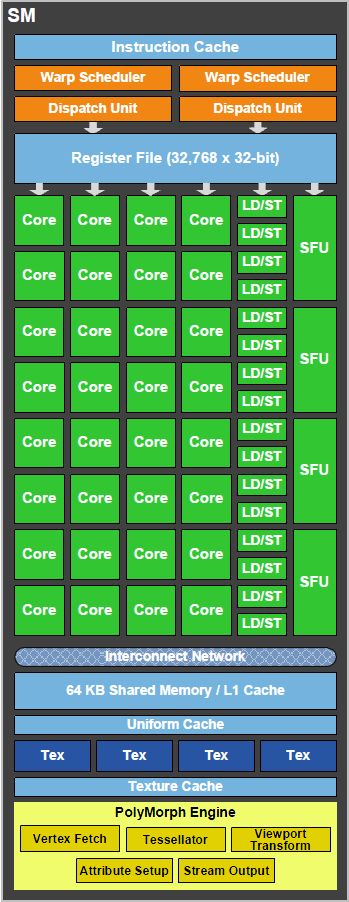 SM
Instruction Cache
Warp Scheduler Warp Scheduler
Dispatch Unit Dispatch Unit
Register File (32,768 x 32-bit)
LD/ST
Core Core Core Core
LD/ST
SFU
Core Core Core Core
LD/ST
LD/ST
LD/ST
Core Core Core Core
LD/ST
SFU
Core Core Core Core
LD/ST
LD/ST
LD/ST
Core Core Core Core
LD/ST
SFU
Core Core Core Core
LD/ST
LD/ST
LD/ST
Core Core Core Core
LD/ST
SFU
Core Core Core Core
LD/ST
LD/ST
Interconnect Network
64 KB Shared Memory / L1 Cache
Uniform Cache
Tex Tex Tex Tex
Texture Cache
PolyMorph Engine
Vertex Fetch Tessellator Viewport
Transform
Attribute Setup Stream Output